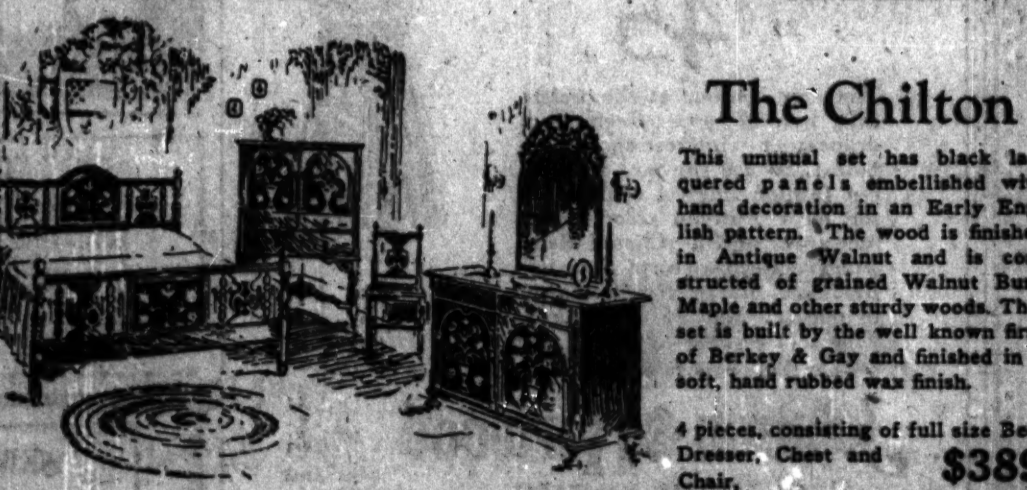 The Chilton
This unusual set has black la
quered panels embellished wi
hand decoration in an Early En
lish pattern. The wood is finishe
in Antique Walnut and is co
structed of grained Walnut Bu
Maple and other sturdy woods. Th
set is built by the well known fir
of Berkey & Gay and finished in
soft, hand rubbed wax finish.
4 pieces, consisting of full size Be
Dresser, Chest and
Chair,
$389